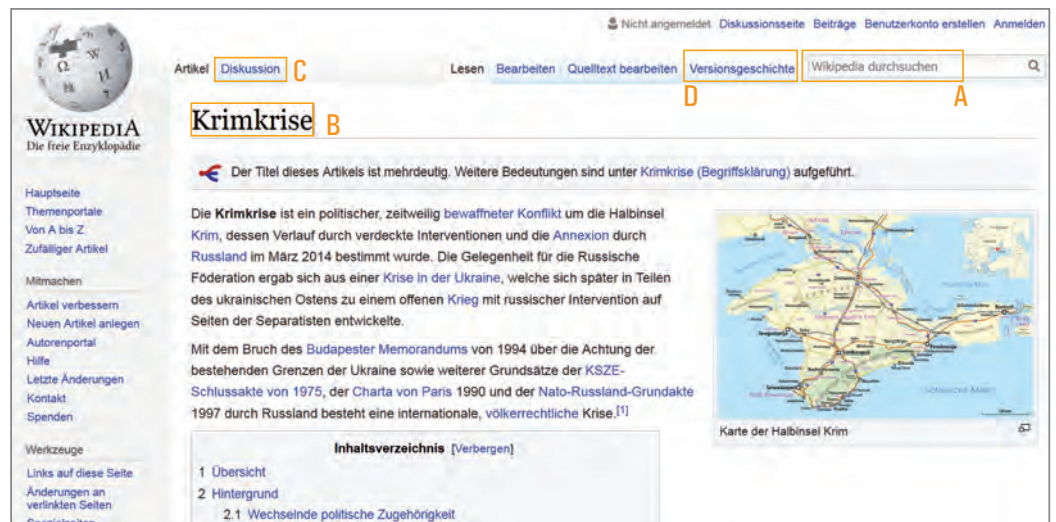 Nicht angemeldet Diskussionsseite Beiträge Benutzerkonto erstellen Anmelden
Artikel Diskussion C Lesen Bearbeiten Quelltext bearbeiten Versionsgeschichte Wikipedia durchsuchen
D A
WIKIPEDIA
Die freie Enzyklopädie
Hauptseite
Themenportale
Von A bis Z
Zufälliger Artikel
Mitmachen
Artikel verbessern
Neuen Artikel anlegen
Autorenportal
Hilfe
Letzte Änderungen
Kontakt
Spenden
Werkzeuge
Links auf diese Seite
Änderungen an
verlinkten Seiten
Spezialseiten
Krimkrise B
Der Titel dieses Artikels ist mehrdeutig. Weitere Bedeutungen sind unter Krimkrise (Begriffsklärung) aufgeführt.
Die Krimkrise ist ein politischer, zeitweilig bewaffneter Konflikt um die Halbinsel
Krim, dessen Verlauf durch verdeckte Interventionen und die Annexion durch
Russland im März 2014 bestimmt wurde. Die Gelegenheit für die Russische
Föderation ergab sich aus einer Krise in der Ukraine, welche sich später in Teilen
des ukrainischen Ostens zu einem offenen Krieg mit russischer Intervention auf
Seiten der Separatisten entwickelte.
Mit dem Bruch des Budapester Memorandums von 1994 über die Achtung der
bestehenden Grenzen der Ukraine sowie weiterer Grundsätze der KSZE-
Schlussakte von 1975, der Charta von Paris 1990 und der Nato-Russland-Grundakte
1997 durch Russland besteht eine internationale, völkerrechtliche Krise.[1]
Karte der Halbinsel Krim
Inhaltsverzeichnis [Verbergen]
1 Übersicht
2 Hintergrund
2.1 Wechselnde politische Zugehörigkeit